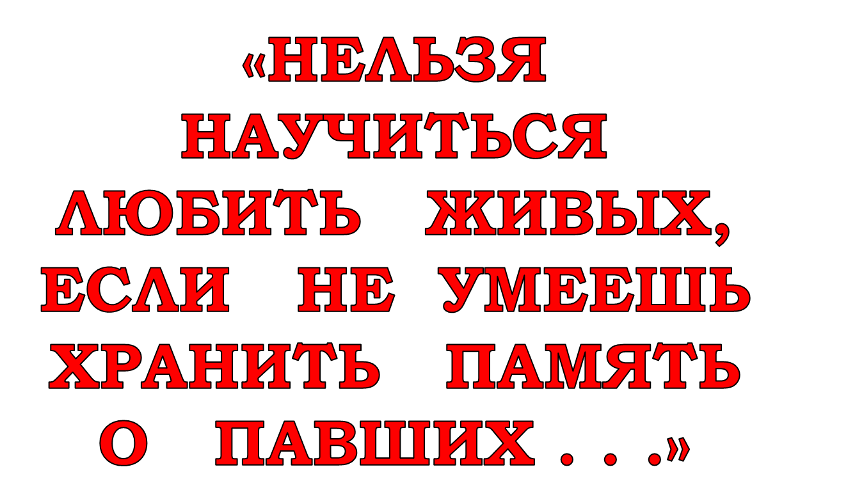 «НЕЛЬЗЯ
НАУЧИТЬСЯ
ЛЮБИТЬ ЖИВЫХ,
ЕСЛИ НЕ УМЕЕШЬ
ХРАНИТЬ ПАМЯТЬ
О ПАВШИХ . . .»